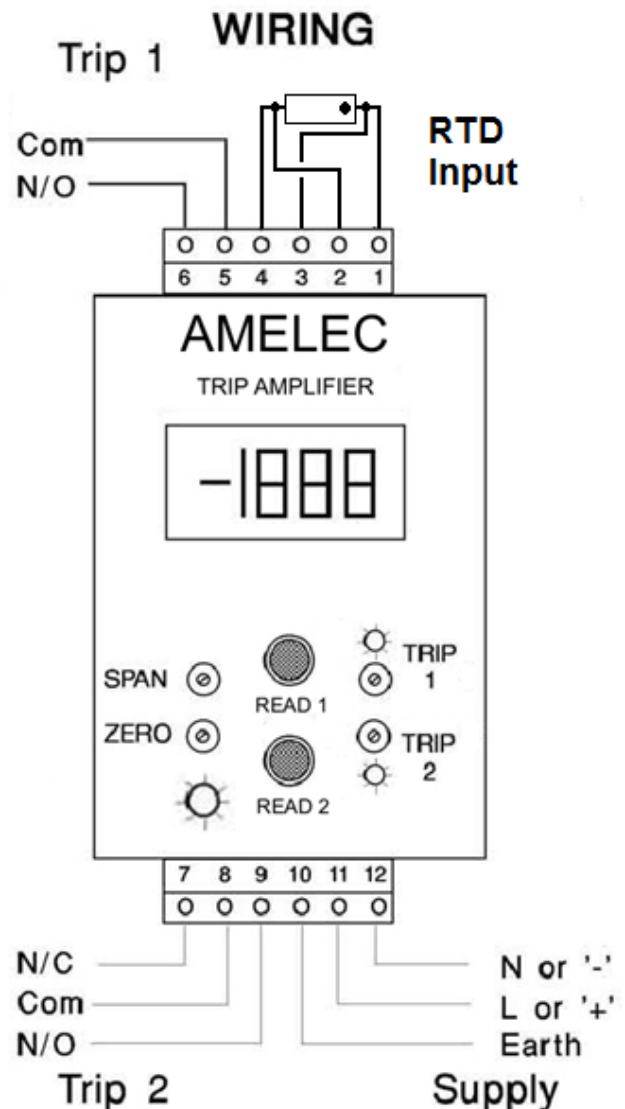 WIRING
Trip 1
RTD
Input
Com
N/O
6 5 4 3 2 1
AMELEC
TRIP AMPLIFIER
-1888
SPAN
READ 1
TRIP
1
ZERO
READ 2
TRIP
2
7 8 9 10 11 12
N/C
Com
N/O
N or '-'
L or '+'
Earth
Trip 2
Supply